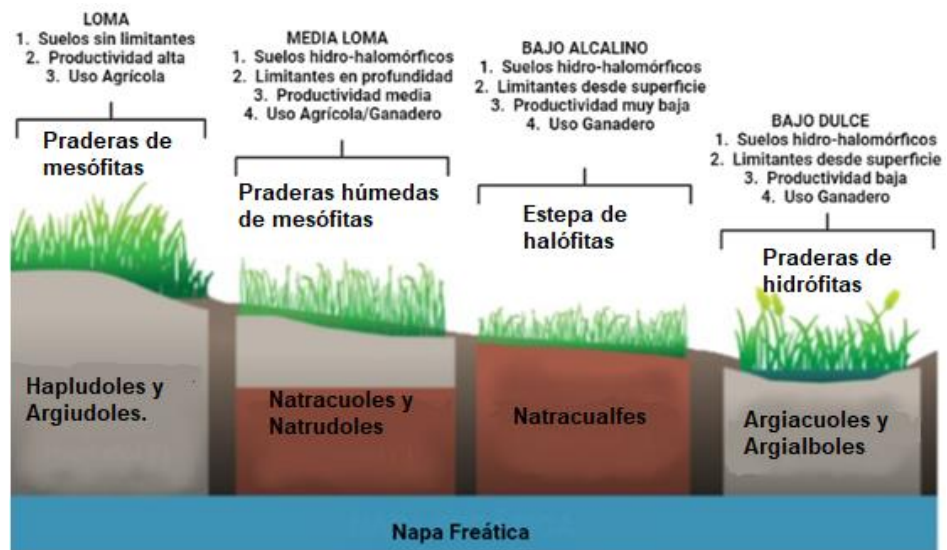 LOMA
1. Suelos sin limitantes
2. Productividad alta
3. Uso Agrícola
Praderas de
mesófitas
MEDIA LOMA
1. Suelos hidro-halomórficos
2. Limitantes en profundidad
3. Productividad media
4. Uso Agrícola/Ganadero
Praderas húmedas
de mesófitas
BAJO ALCALINO
1. Suelos hidro-halomórficos
2. Limitantes desde superficie
3. Productividad muy baja
4. Uso Ganadero
Estepa de
halófitas
BAJO DULCE
1. Suelos hidro-halomórficos
2. Limitantes desde superficie
3. Productividad baja
4. Uso Ganadero
Praderas de
hidrófitas
Hapludoles y
Argiudoles.
Natracuoles y
Natrudoles
Natracualfes
Argiacuoles y
Argialboles
Napa Freática